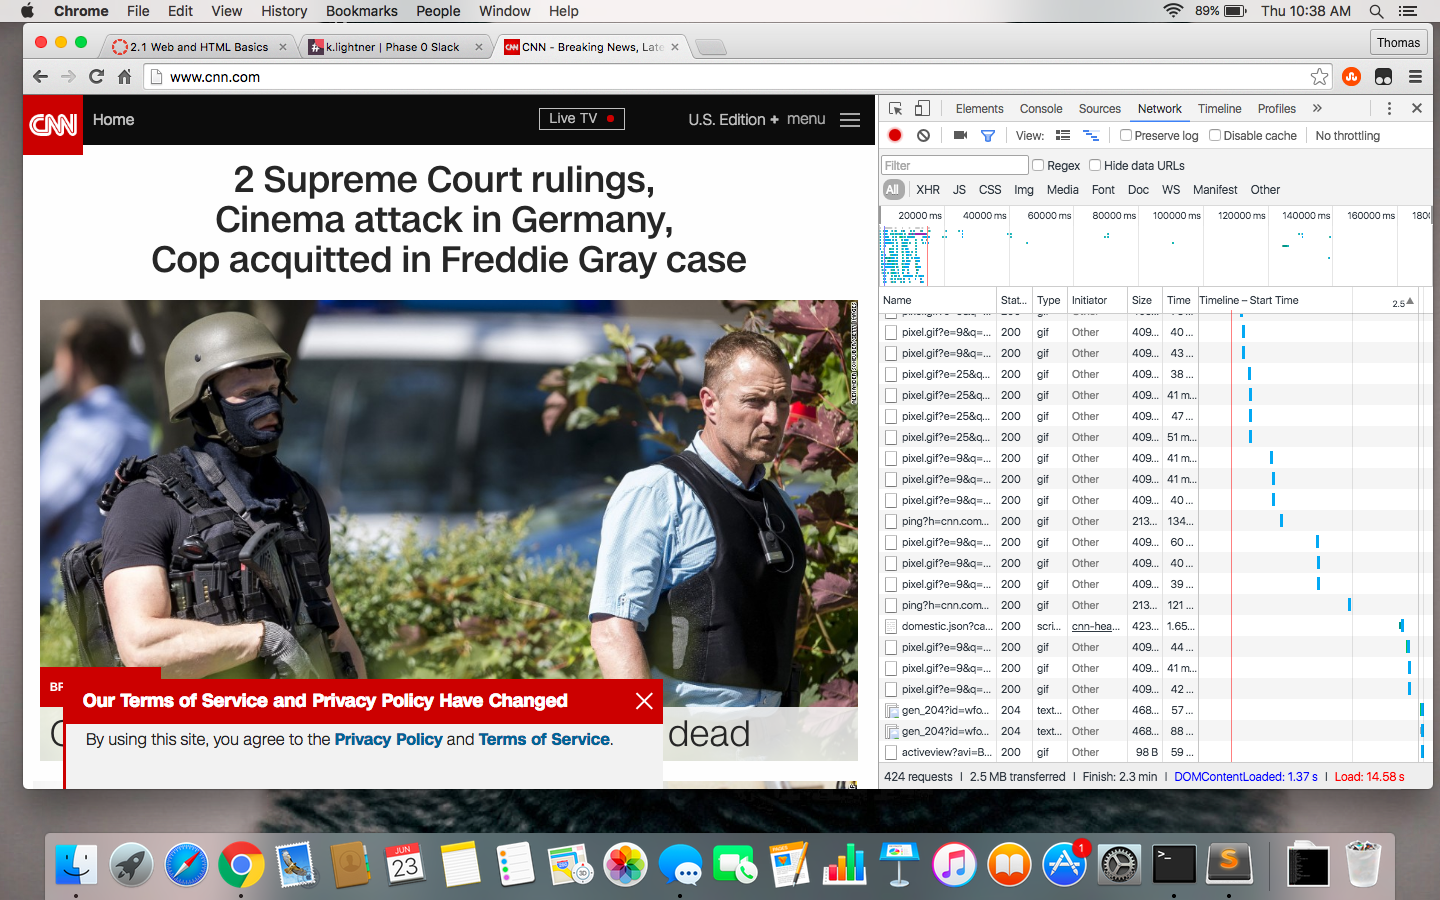 Chrome File Edit View History Bookmarks People Window Help 89% Thu 10:38 AM
2.1 Web and HTML Basics k.lightner | Phase 0 Slack CNN - Breaking News, Late Thomas
www.cnn.com
CNN Home Live TV U.S. Edition + menu
2 Supreme Court rulings,
Cinema attack in Germany,
Cop acquitted in Freddie Gray case
BR
Our Terms of Service and Privacy Policy Have Changed
dead
By using this site, you agree to the Privacy Policy and Terms of Service.
Elements Console Sources Network Timeline Profiles »
View: Preserve log Disable cache No throttling
Filter Regex Hide data URLs
All XHR JS CSS Img Media Font Doc WS Manifest Other
20000 ms 40000 ms 60000 ms 80000 ms 100000 ms 120000 ms 140000 ms 160000 ms 180
Name Stat... Type Initiator Size Time Timeline – Start Time 2.5
pixel.gif?e=9&q=... 200 gif Other 409... 40 ...
pixel.gif?e=9&q=... 200 gif Other 409... 43 ...
pixel.gif?e=25&q... 200 gif Other 409... 38 ...
pixel.gif?e=25&q... 200 gif Other 409... 41 m...
pixel.gif?e=25&q... 200 gif Other 409... 47 ...
pixel.gif?e=25&q... 200 gif Other 409... 51 m...
pixel.gif?e=9&q=... 200 gif Other 409... 41 m...
pixel.gif?e=9&q=... 200 gif Other 409... 41 m...
pixel.gif?e=9&q=... 200 gif Other 409... 40 ...
ping?h=cnn.com... 200 gif Other 213... 134...
pixel.gif?e=9&q=... 200 gif Other 409... 60 ...
pixel.gif?e=9&q=... 200 gif Other 409... 40 ...
pixel.gif?e=9&q=... 200 gif Other 409... 39 ...
ping?h=cnn.com... 200 gif Other 213... 121 ...
domestic.json?ca... 200 scri... cnn-hea... 423... 1.65...
pixel.gif?e=9&q=... 200 gif Other 409... 44 ...
pixel.gif?e=9&q=... 200 gif Other 409... 41 m...
pixel.gif?e=9&q=... 200 gif Other 409... 42 ...
gen_204?id=wfo... 204 text... Other 468... 57 ...
gen_204?id=wfo... 204 text... Other 468... 88 ...
activeview?avi=B... 200 gif Other 98 B 59 ...
424 requests | 2.5 MB transferred | Finish: 2.3 min | DOMContentLoaded: 1.37 s | Load: 14.58 s
JUN
23
PAGES
3D
1
>_
S